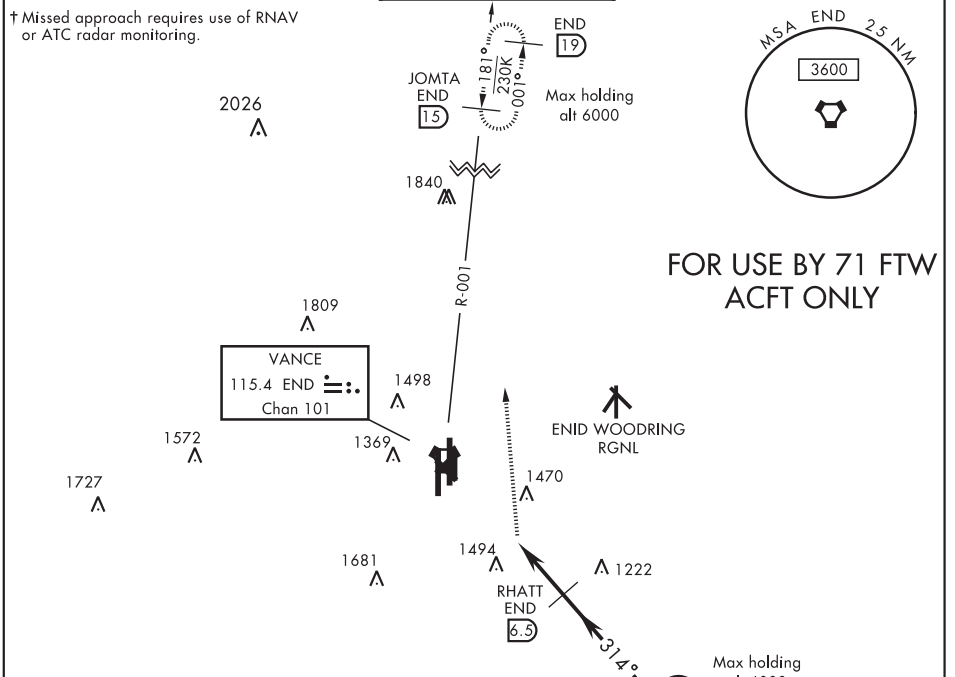 † Missed approach requires use of RNAV
or ATC radar monitoring.
END
19
JOMTA
END
15
181°
230K
001°
Max holding
alt 6000
MSA END 25 NM
3600
2026
1840
R-001
FOR USE BY 71 FTW
ACFT ONLY
1809
VANCE
115.4 END
Chan 101
1498
ENID WOODRING
RGNL
1572
1369
1727
1470
1681
1494
1222
RHATT
END
6.5
314°
Max holding